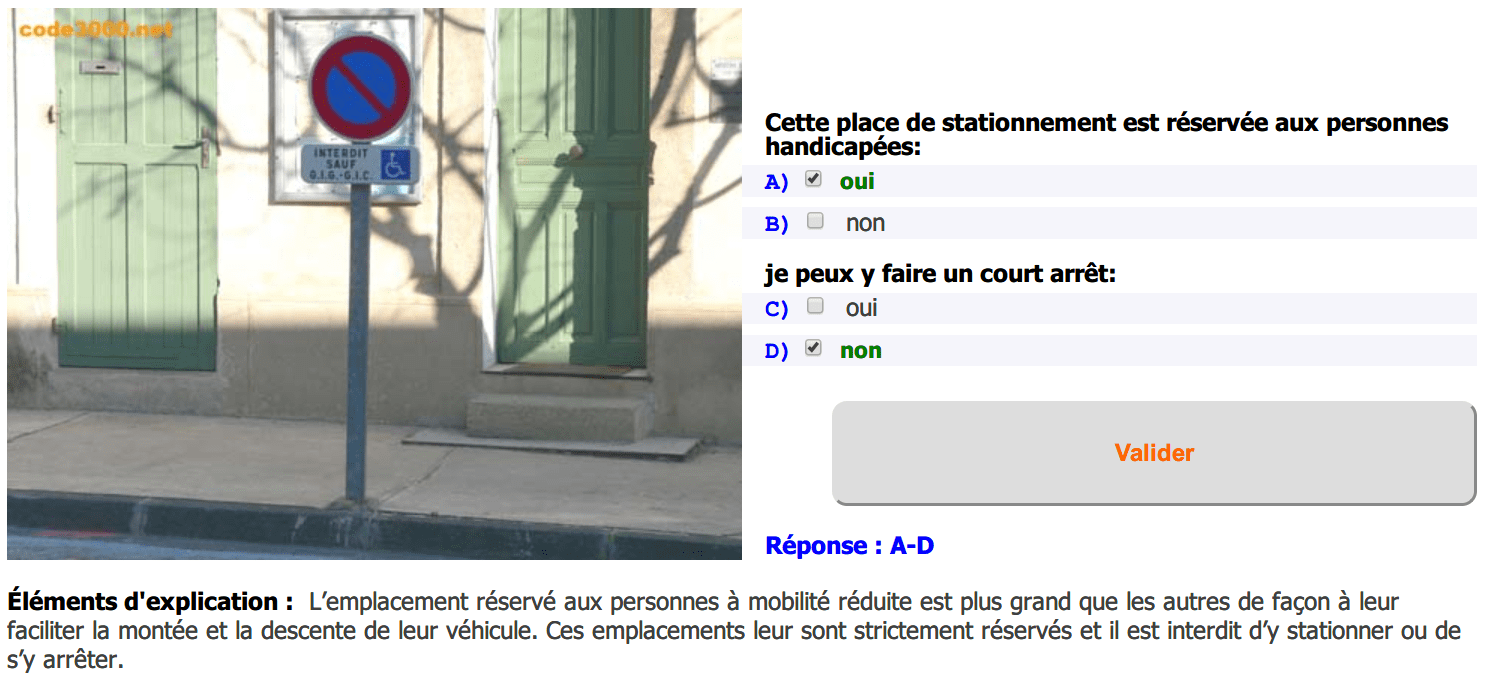 code3000.net
INTERDIT
SAUF
G.I.G.-G.I.C.
Cette place de stationnement est réservée aux personnes
handicapées:
A) oui
B) non
je peux y faire un court arrêt:
C) oui
D) non
Valider
Réponse : A-D
Éléments d'explication : L’emplacement réservé aux personnes à mobilité réduite est plus grand que les autres de façon à leur
faciliter la montée et la descente de leur véhicule. Ces emplacements leur sont strictement réservés et il est interdit d’y stationner ou de
s’y arrêter.